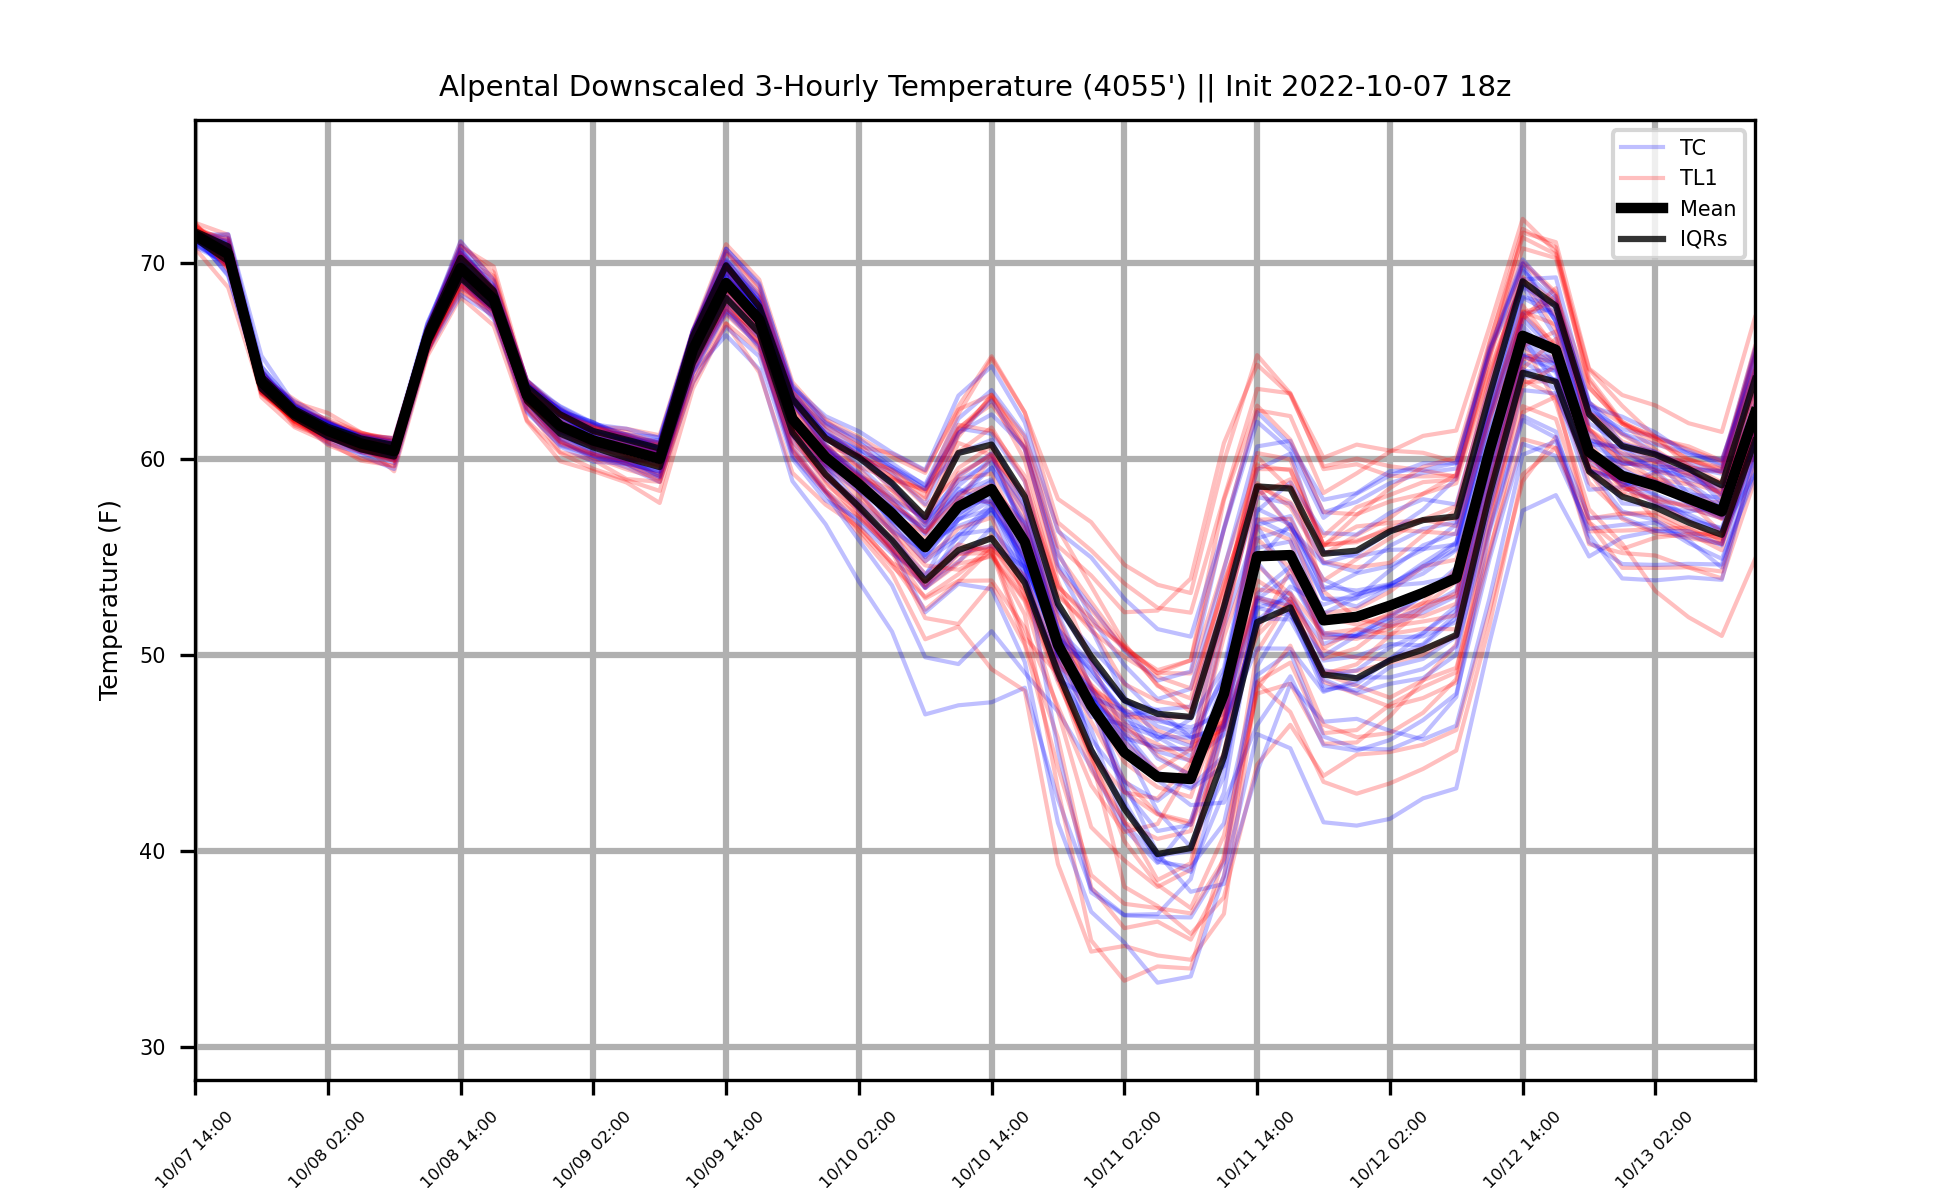 Alpental Downscaled 3-Hourly Temperature (4055') || Init 2022-10-07 18z
TC
TL1
Mean
IQRs
Temperature (F)
70
60
50
40
30
10/07 14:00
10/08 02:00
10/08 14:00
10/09 02:00
10/09 14:00
10/10 02:00
10/10 14:00
10/11 02:00
10/11 14:00
10/12 02:00
10/12 14:00
10/13 02:00